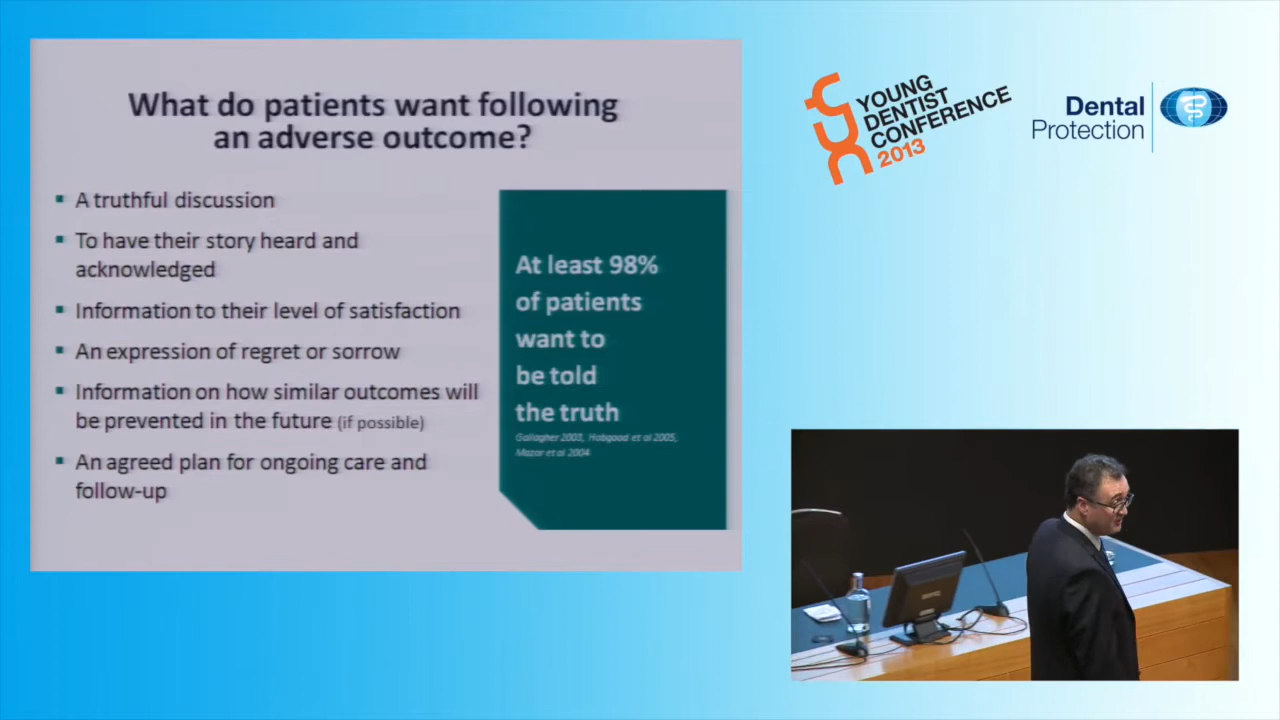 What do patients want following
an adverse outcome?
▪ A truthful discussion
▪ To have their story heard and
acknowledged
▪ Information to their level of satisfaction
▪ An expression of regret or sorrow
▪ Information on how similar outcomes will
be prevented in the future (if possible)
▪ An agreed plan for ongoing care and
follow-up
At least 98%
of patients
want to
be told
the truth
Gallagher 2003, Hobgood et al 2005,
Mazor et al 2004
YOUNG
DENTIST
CONFERENCE
2013
Dental
Protection